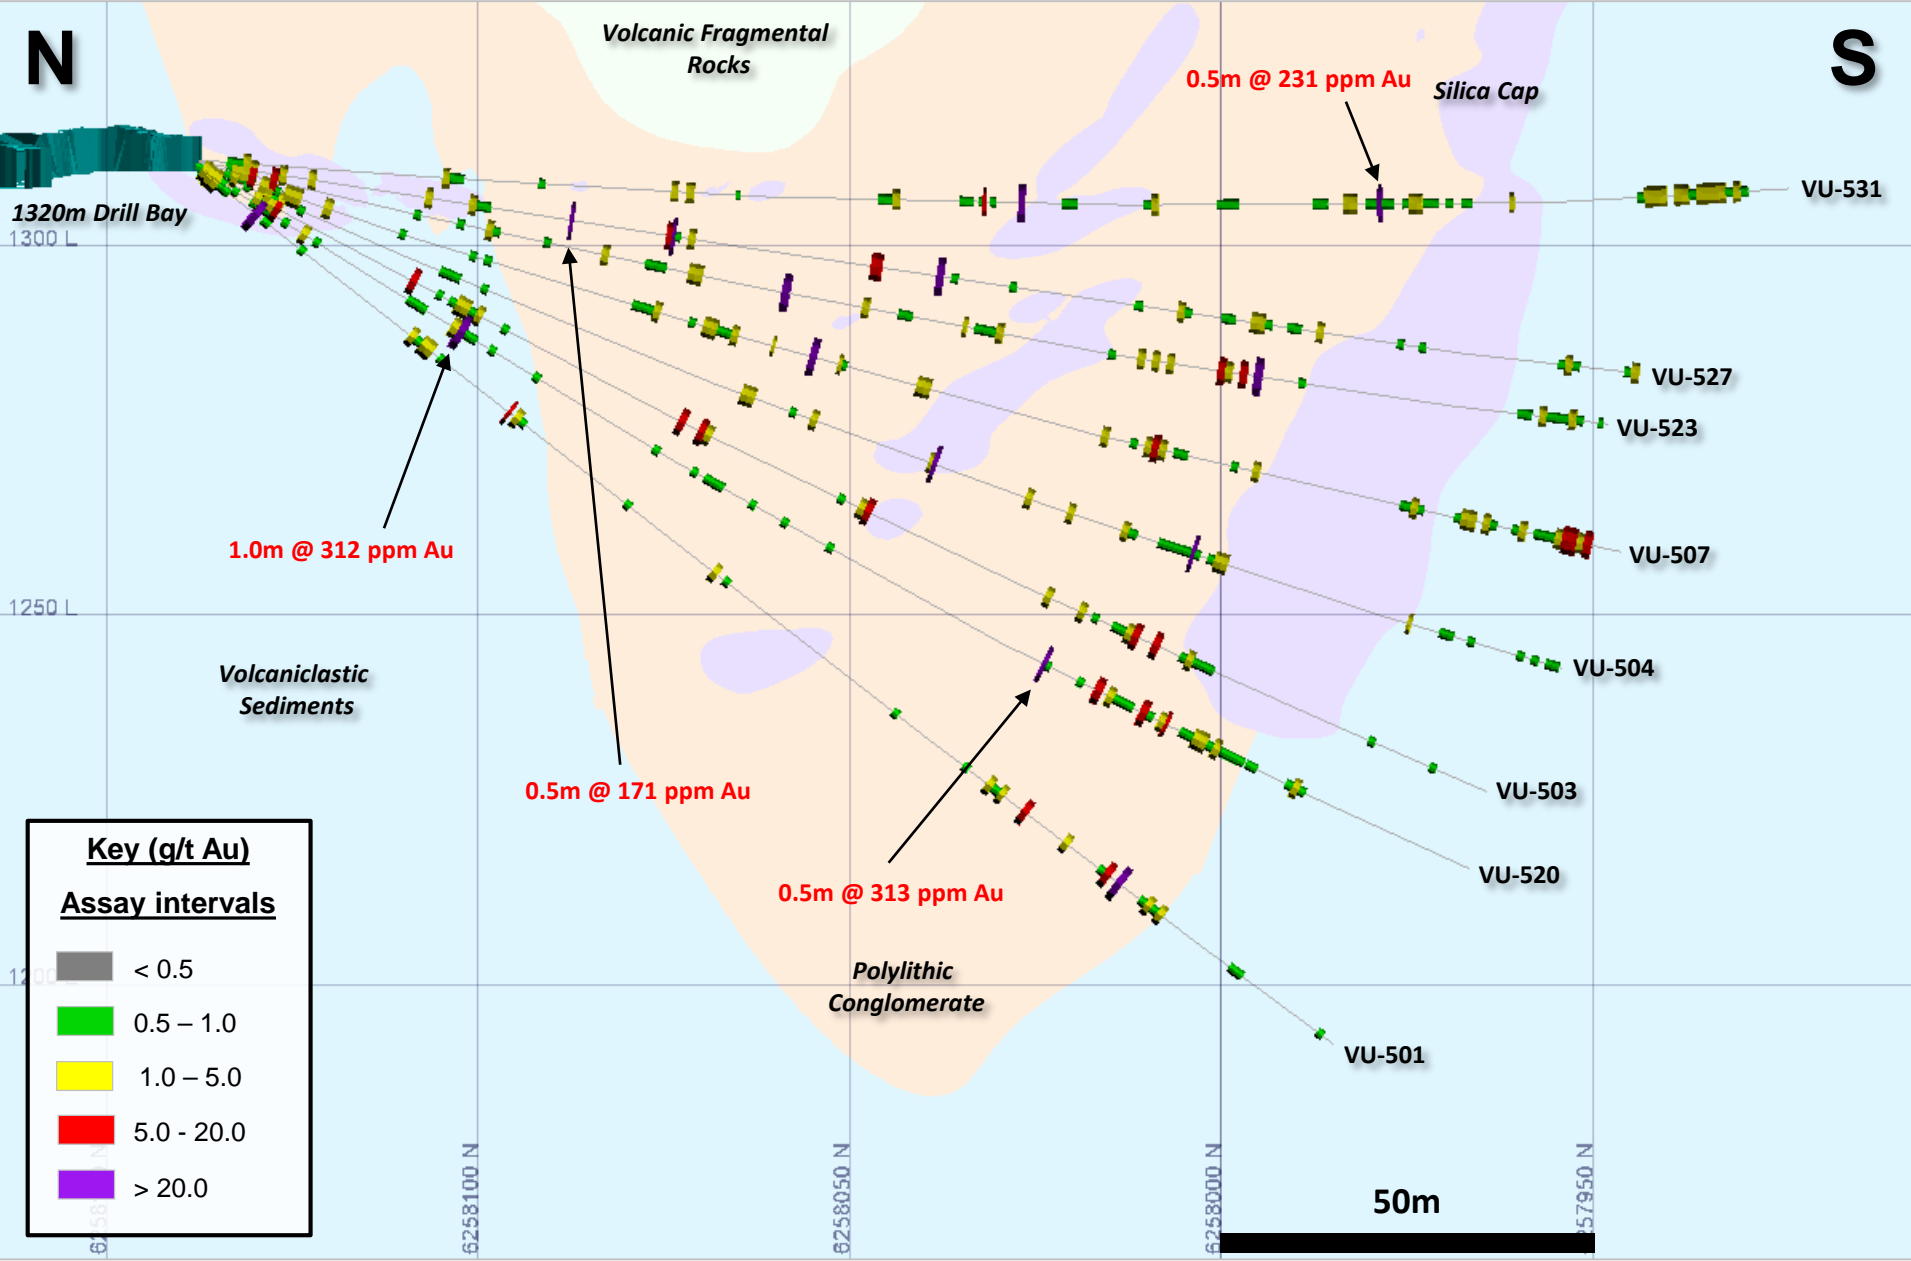 N
S
Volcanic Fragmental
Rocks
0.5m @ 231 ppm Au
Silica Cap
VU-531
1320m Drill Bay
1300 L
VU-527
VU-523
1.0m @ 312 ppm Au
VU-507
1250 L
Volcaniclastic
Sediments
VU-504
0.5m @ 171 ppm Au
VU-503
0.5m @ 313 ppm Au
VU-520
Polylithic
Conglomerate
VU-501
Key (g/t Au)
Assay intervals
< 0.5
0.5 – 1.0
1.0 – 5.0
5.0 - 20.0
> 20.0
1200 L
6258100 N
6258050 N
6258000 N
6257950 N
50m